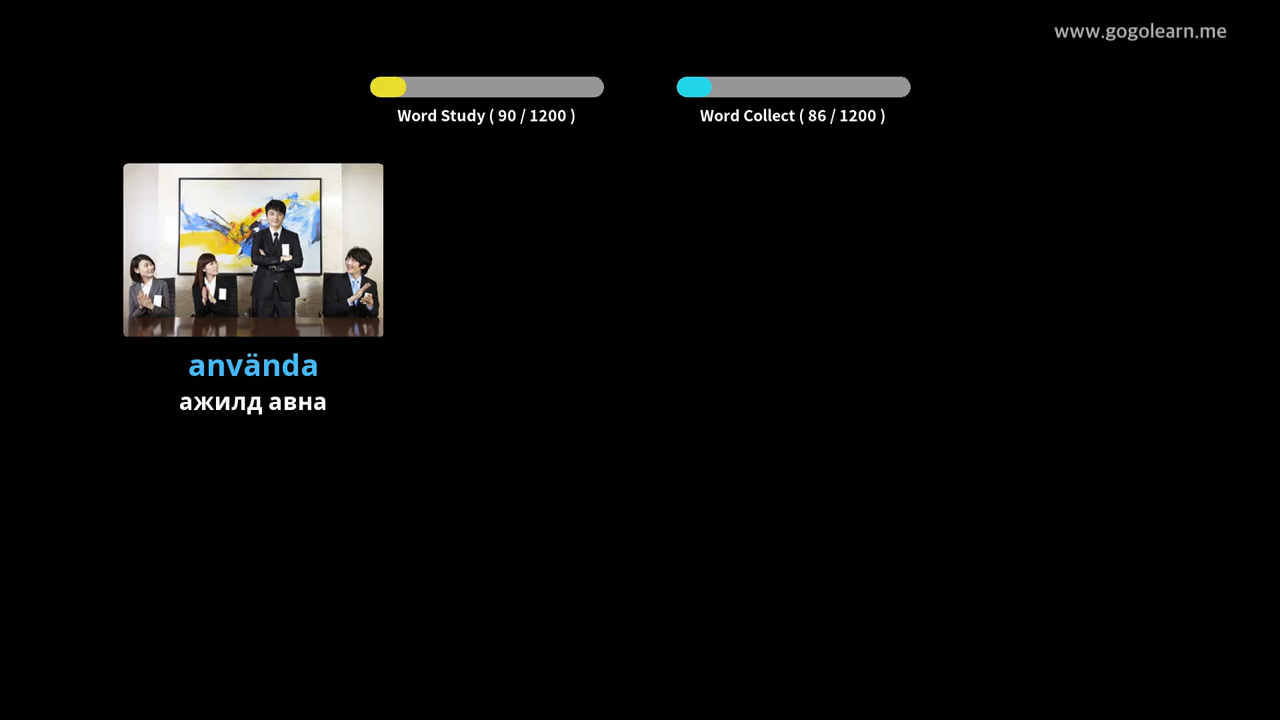 www.gogolearn.me
Word Study ( 90 / 1200 )
Word Collect ( 86 / 1200 )
använda
ажилд авна